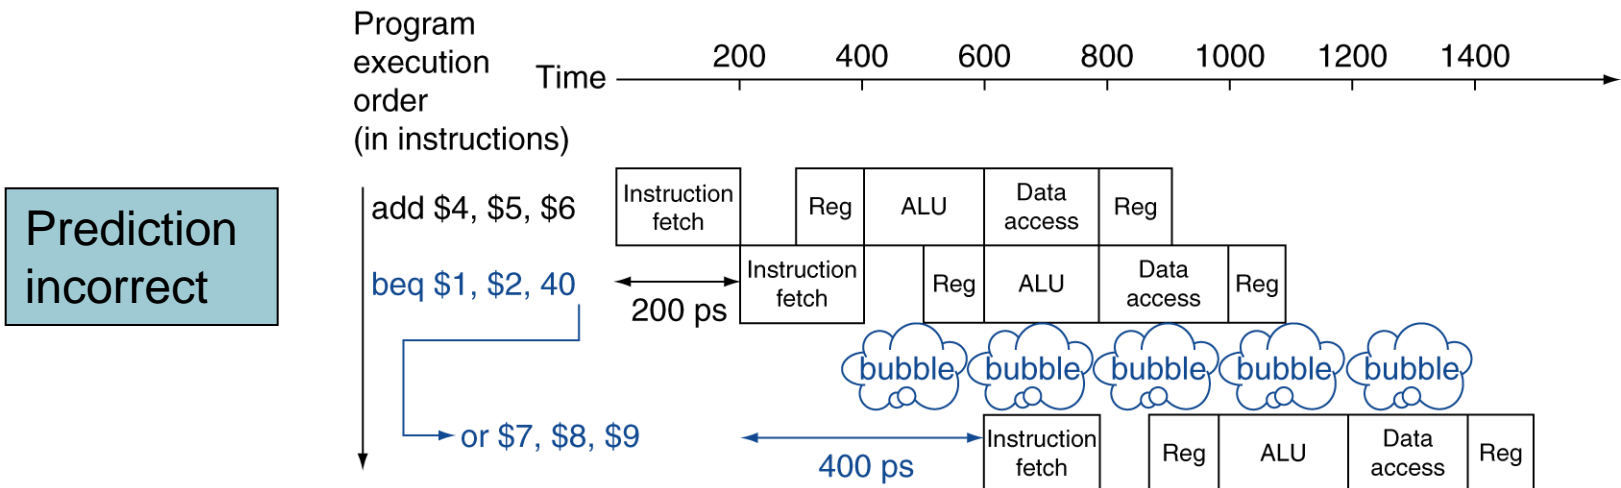 Program
execution
order
(in instructions)
Time
200 400 600 800 1000 1200 1400
Prediction
incorrect
add $4, $5, $6
Instruction
fetch
Reg
ALU
Data
access
Reg
beq $1, $2, 40
200 ps
Instruction
fetch
Reg
ALU
Data
access
Reg
bubble bubble bubble bubble bubble
or $7, $8, $9
400 ps
Instruction
fetch
Reg
ALU
Data
access
Reg